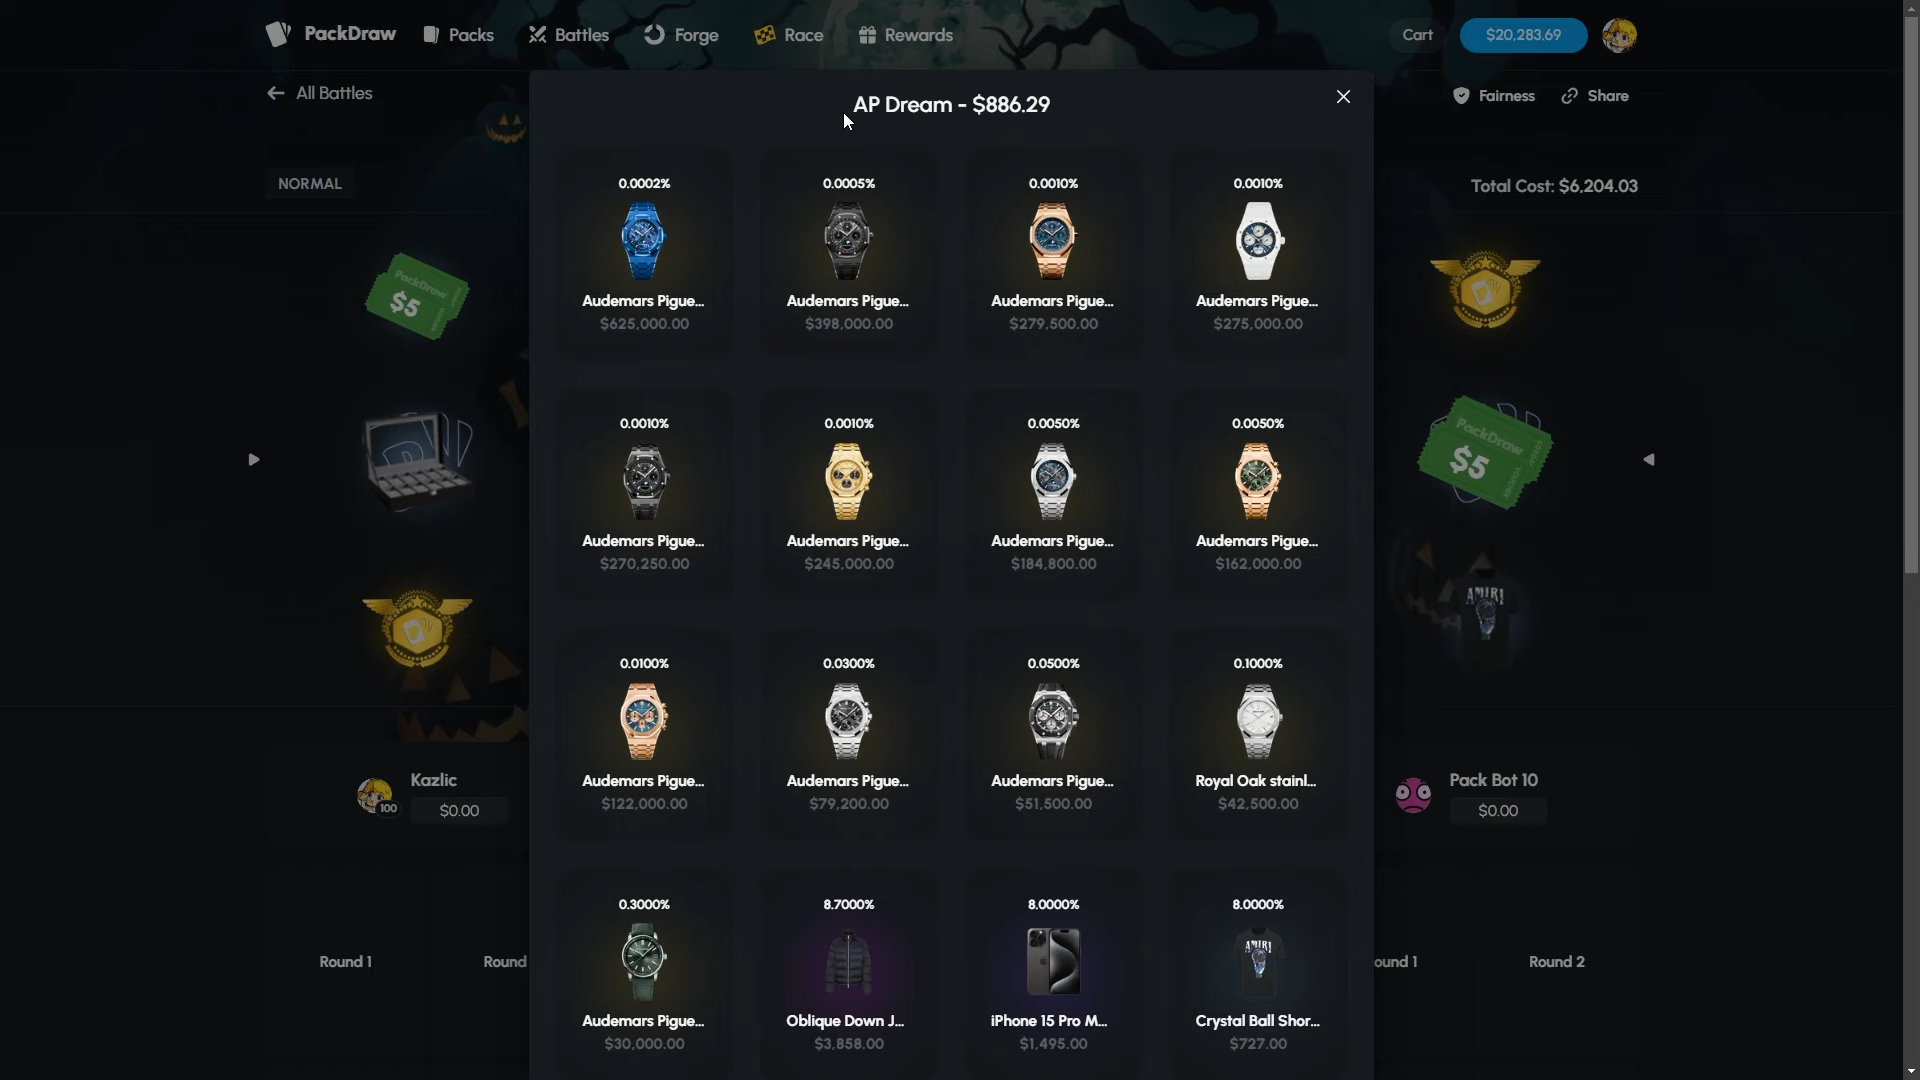 PackDraw
Packs
Battles
Forge
Race
Rewards
Cart
$20,283.69
All Battles
AP Dream - $886.29
Fairness
Share
NORMAL
Total Cost: $6,204.03
0.0002%
0.0005%
0.0010%
0.0010%
Audemars Pigue...
Audemars Pigue...
Audemars Pigue...
Audemars Pigue...
$625,000.00
$398,000.00
$279,500.00
$275,000.00
PackDraw
$5
0.0010%
0.0010%
0.0050%
0.0050%
Audemars Pigue...
Audemars Pigue...
Audemars Pigue...
Audemars Pigue...
$270,250.00
$245,000.00
$184,800.00
$162,000.00
PackDraw
$5
AMIRI
0.0100%
0.0300%
0.0500%
0.1000%
Audemars Pigue...
Audemars Pigue...
Audemars Pigue...
Royal Oak stainl...
$122,000.00
$79,200.00
$51,500.00
$42,500.00
Kazlic
100
$0.00
Pack Bot 10
$0.00
0.3000%
8.7000%
8.0000%
8.0000%
AMIRI
Audemars Pigue...
Oblique Down J...
iPhone 15 Pro M...
Crystal Ball Shor...
$30,000.00
$3,858.00
$1,495.00
$727.00
Round 1
Round
ound 1
Round 2